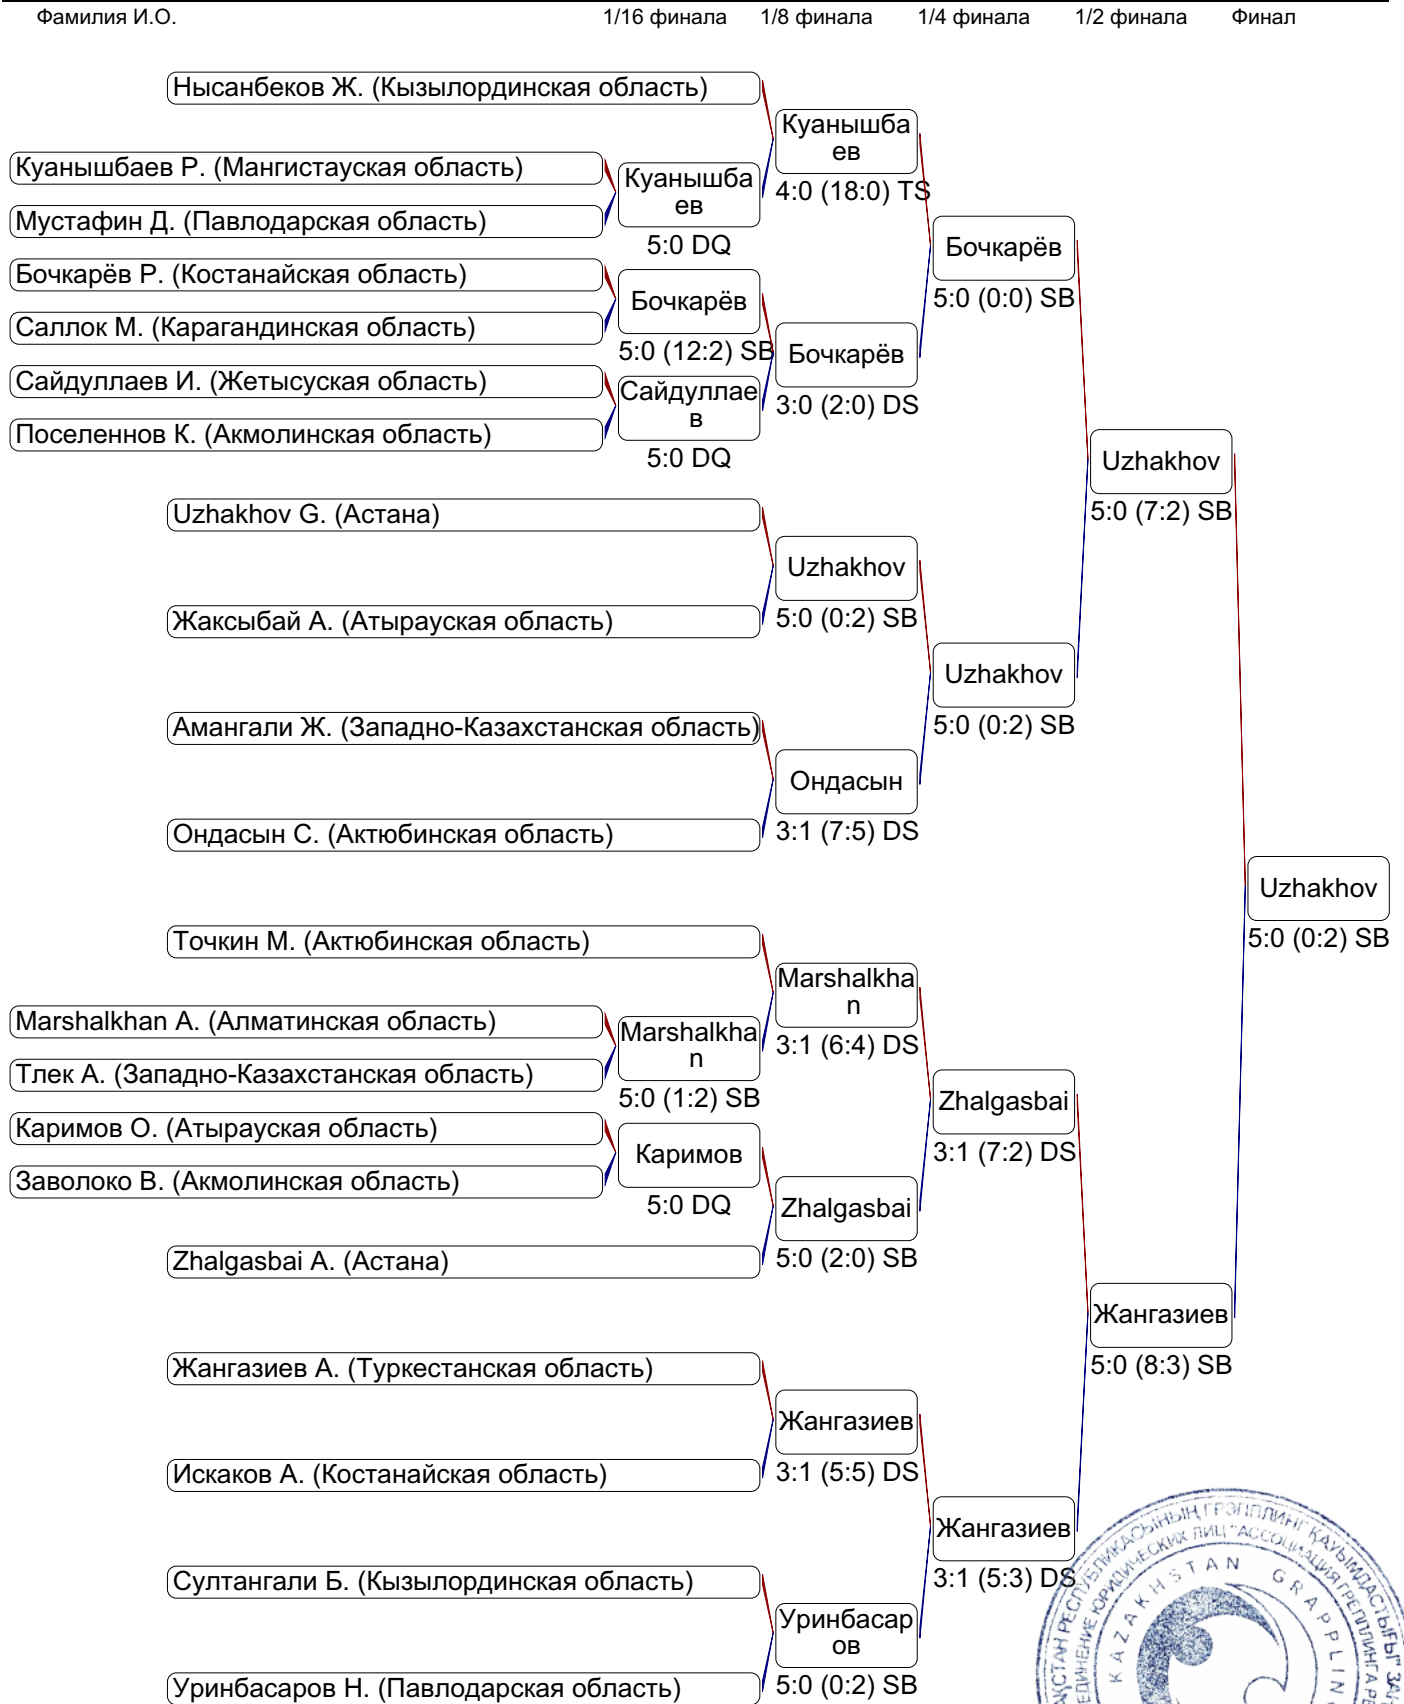 Фамилия И.О. 1/16 финала 1/8 финала 1/4 финала 1/2 финала Финал
Нысанбеков Ж. (Кызылординская область)
Куанышба
ев
4:0 (18:0) TS
Куанышбаев Р. (Мангистауская область)
Куанышба
ев
5:0 DQ
Мустафин Д. (Павлодарская область)
Бочкарёв
5:0 (0:0) SB
Бочкарёв Р. (Костанайская область)
Бочкарёв
5:0 (12:2) SB
Саллок М. (Карагандинская область)
Бочкарёв
3:0 (2:0) DS
Сайдуллаев И. (Жетысуская область)
Сайдуллае
в
5:0 DQ
Поселеннов К. (Акмолинская область)
Uzhakhov
5:0 (7:2) SB
Uzhakhov G. (Астана)
Uzhakhov
5:0 (0:2) SB
Жаксыбай А. (Атырауская область)
Uzhakhov
5:0 (0:2) SB
Амангали Ж. (Западно-Казахстанская область)
Ондасын
3:1 (7:5) DS
Ондасын С. (Актюбинская область)
Uzhakhov
5:0 (0:2) SB
Точкин М. (Актюбинская область)
Marshalkha
n
3:1 (6:4) DS
Marshalkhan A. (Алматинская область)
Marshalkha
n
5:0 (1:2) SB
Тлек А. (Западно-Казахстанская область)
Zhalgasbai
3:1 (7:2) DS
Каримов О. (Атырауская область)
Каримов
5:0 DQ
Заволоко В. (Акмолинская область)
Zhalgasbai
5:0 (2:0) SB
Zhalgasbai A. (Астана)
Жангазиев
5:0 (8:3) SB
Жангазиев А. (Туркестанская область)
Жангазиев
3:1 (5:5) DS
Искаков А. (Костанайская область)
Жангазиев
3:1 (5:3) DS
Султангали Б. (Кызылординская область)
Уринбасар
ов
5:0 (0:2) SB
Уринбасаров Н. (Павлодарская область)
KAZAKHSTAN GRAPPLIN